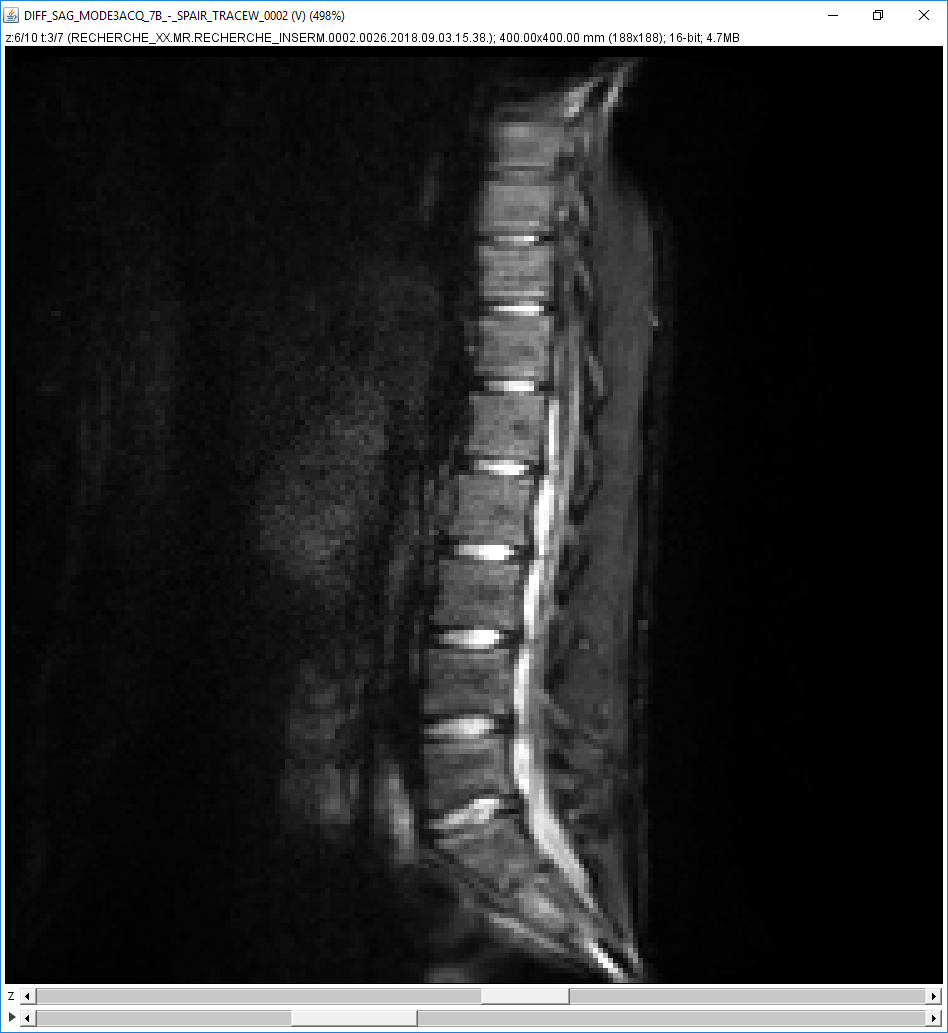 DIFF_SAG_MODE3ACQ_7B_-_SPAIR_TRACEW_0002 (V) (498%)
z:6/10 t:3/7 (RECHERCHE_XX.MR.RECHERCHE_INSERM.0002.0026.2018.09.03.15.38.); 400.00x400.00 mm (188x188); 16-bit; 4.7MB
Z